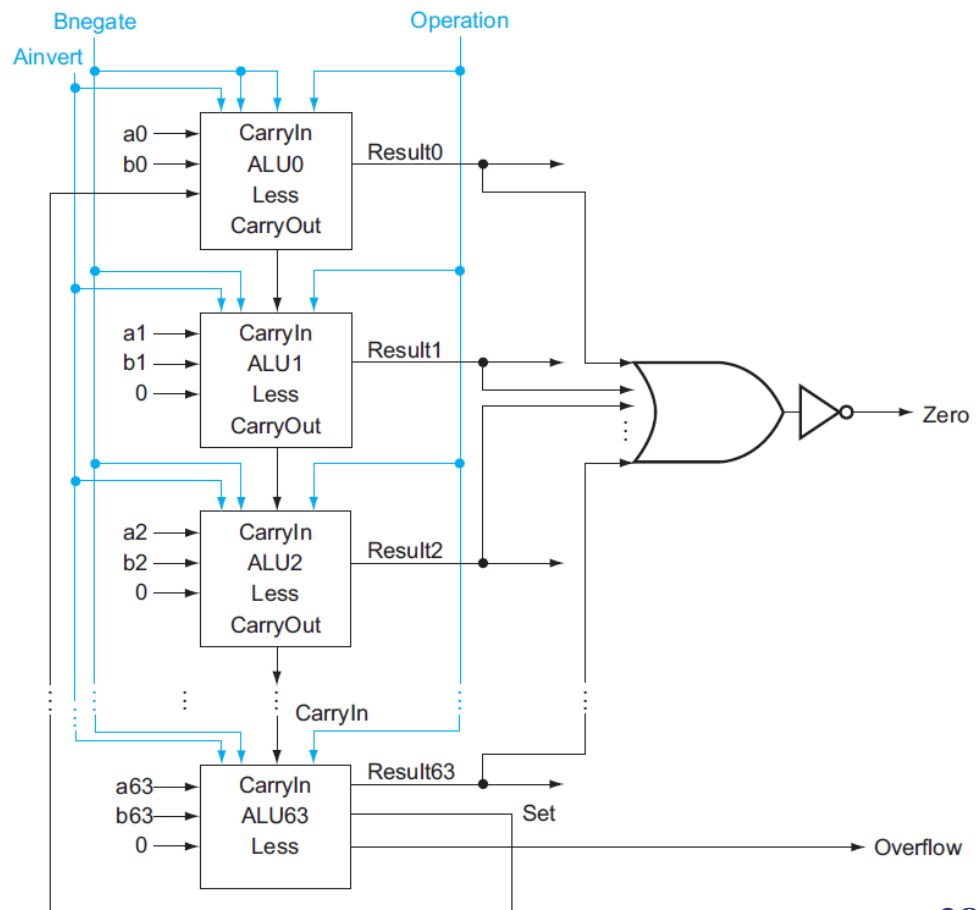 Bnegate
Operation
Ainvert
a0
b0
CarryIn
ALU0
Less
CarryOut
Result0
a1
b1
0
CarryIn
ALU1
Less
CarryOut
Result1
Zero
a2
b2
0
CarryIn
ALU2
Less
CarryOut
Result2
CarryIn
a63
b63
0
CarryIn
ALU63
Less
Result63
Set
Overflow